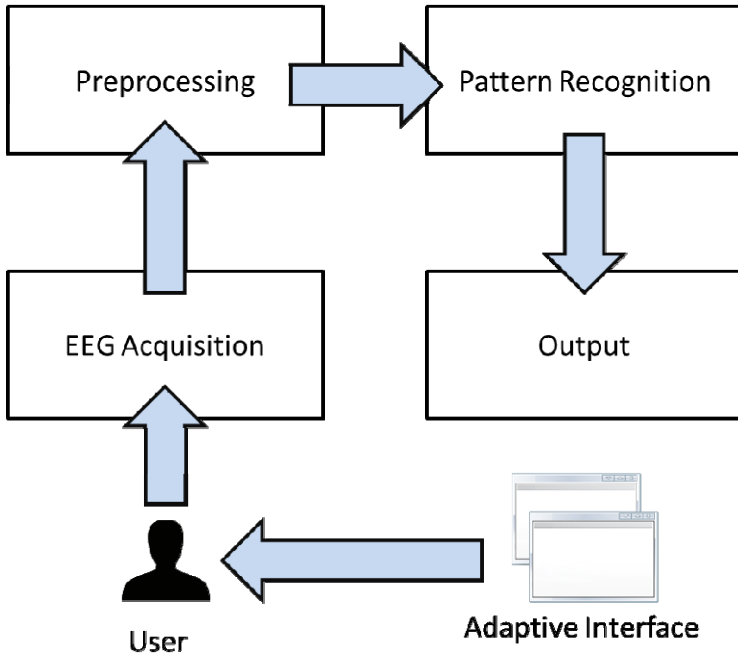 Preprocessing
Pattern Recognition
EEG Acquisition
Output
User
Adaptive Interface